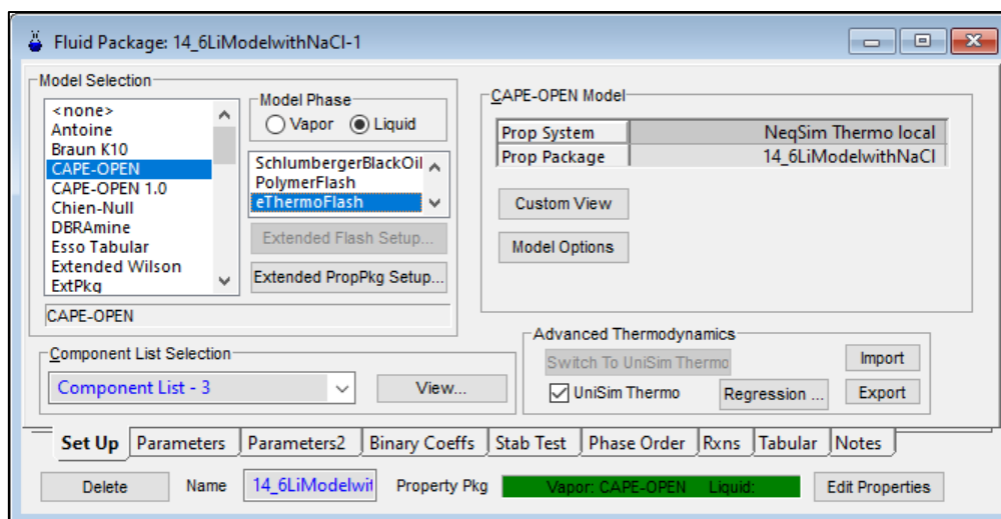 Fluid Package: 14_6LiModelwithNaCl-1
Model Selection
<none>
Antoine
Braun K10
CAPE-OPEN
CAPE-OPEN 1.0
Chien-Null
DBRAmine
Esso Tabular
Extended Wilson
ExtPkg
CAPE-OPEN
Model Phase
Vapor Liquid
SchlumbergerBlackOil
PolymerFlash
eThermoFlash
Extended Flash Setup...
Extended PropPkg Setup...
CAPE-OPEN Model
Prop System NeqSim Thermo local
Prop Package 14_6LiModelwithNaCl
Custom View
Model Options
Component List Selection
Component List - 3 View...
Advanced Thermodynamics
Switch To UniSim Thermo Import
UniSim Thermo Regression ... Export
Set Up Parameters Parameters2 Binary Coeffs Stab Test Phase Order Rxns Tabular Notes
Delete Name 14_6LiModelwit Property Pkg Vapor: CAPE-OPEN Liquid: Edit Properties